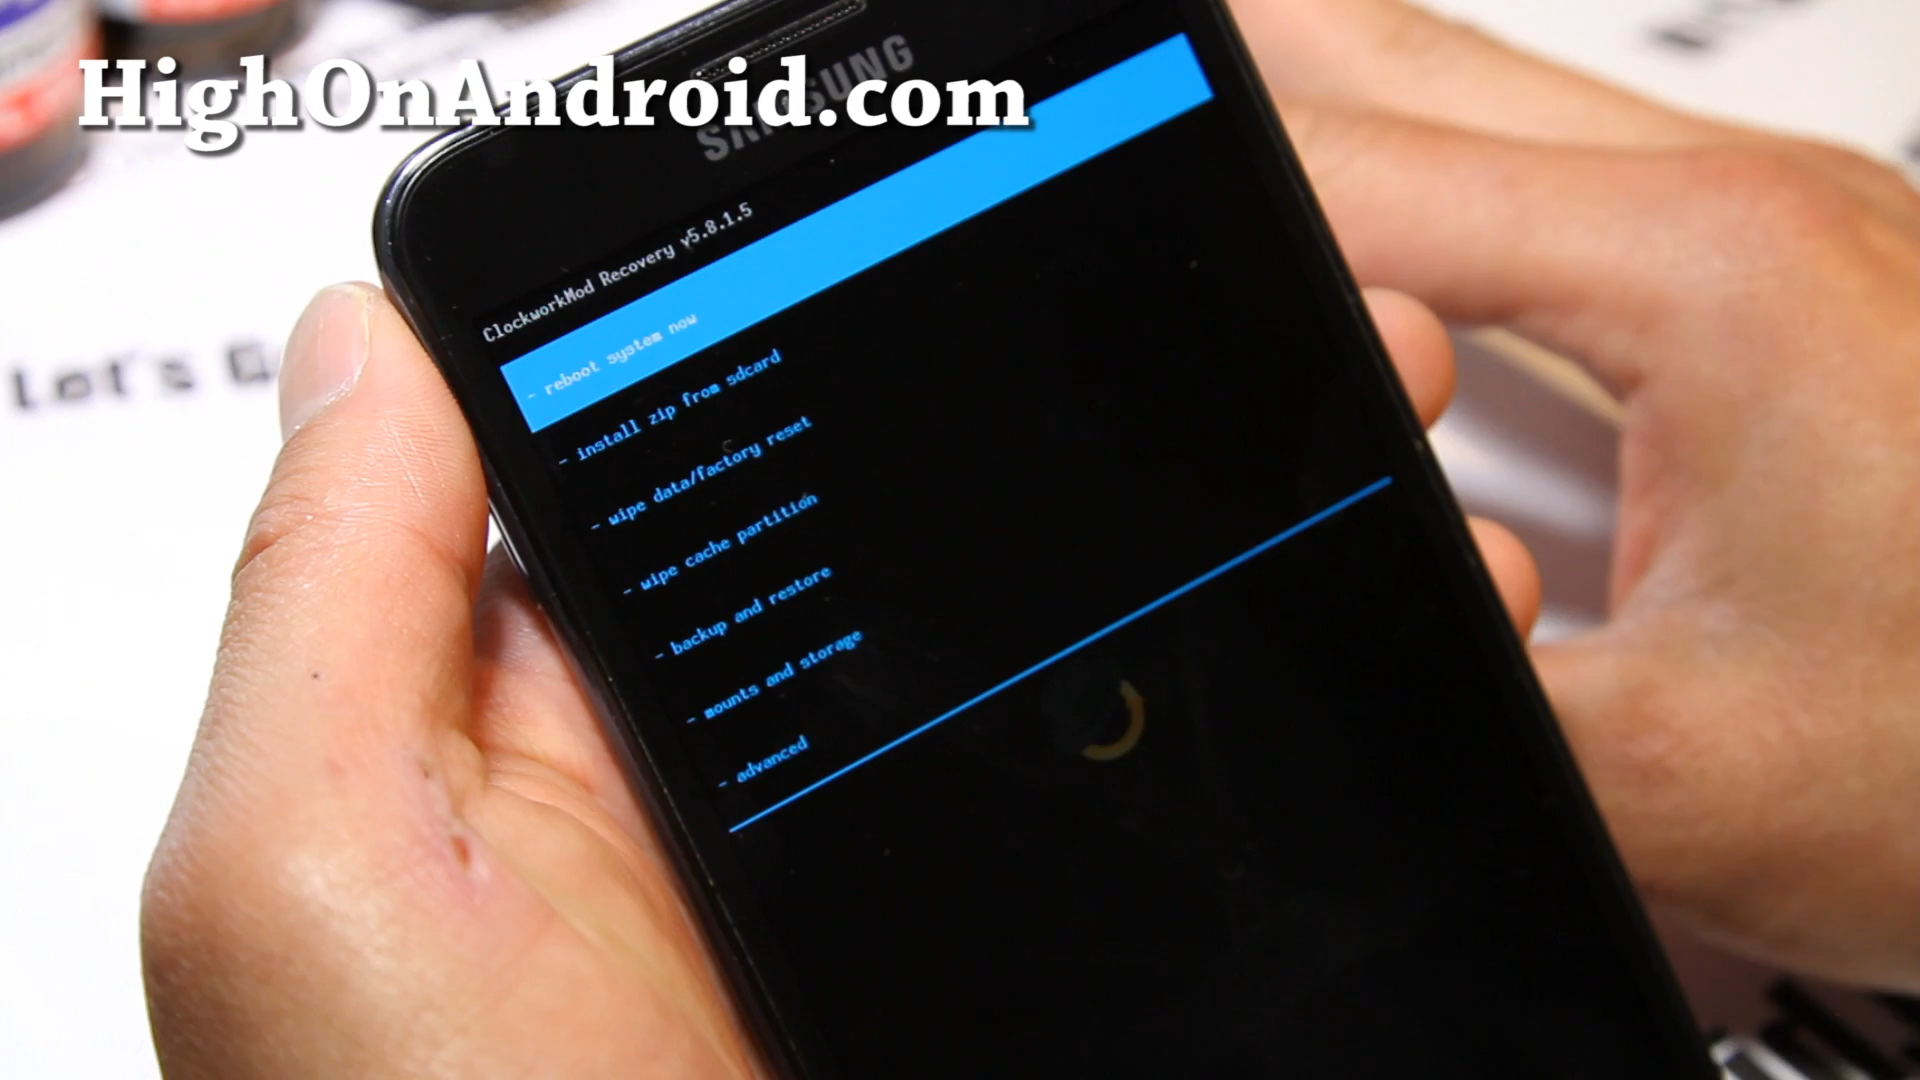 HighOnAndroid.com
SAMSUNG
ClockworkMod Recovery v5.8.1.5
- reboot system now
- install zip from sdcard
- wipe data/factory reset
- wipe cache partition
- backup and restore
- mounts and storage
- advanced
Let's